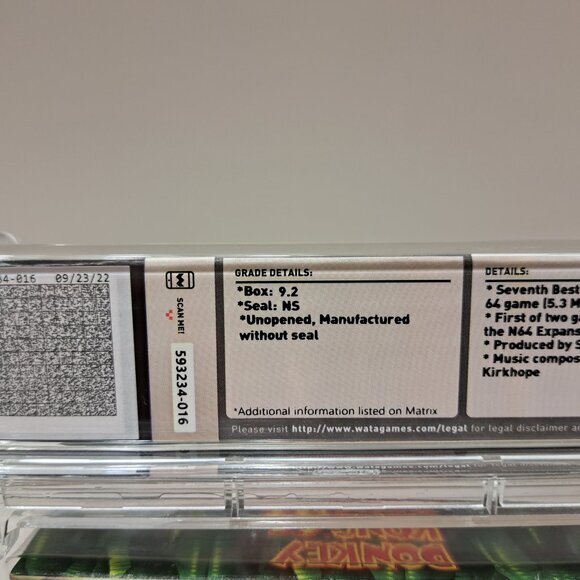 34-016 09/23/22
SCAN ME!
593234-016
GRADE DETAILS:
*Box: 9.2
*Seal: NS
*Unopened, Manufactured
without seal
*Additional information listed on Matrix
DETAILS:
* Seventh Best
64 game (5.3 M
* First of two ga
the N64 Expans
* Produced by S
* Music compos
Kirkhope
Please visit http://www.watagames.com/legal for legal disclaimer an
DONKEY
KONG